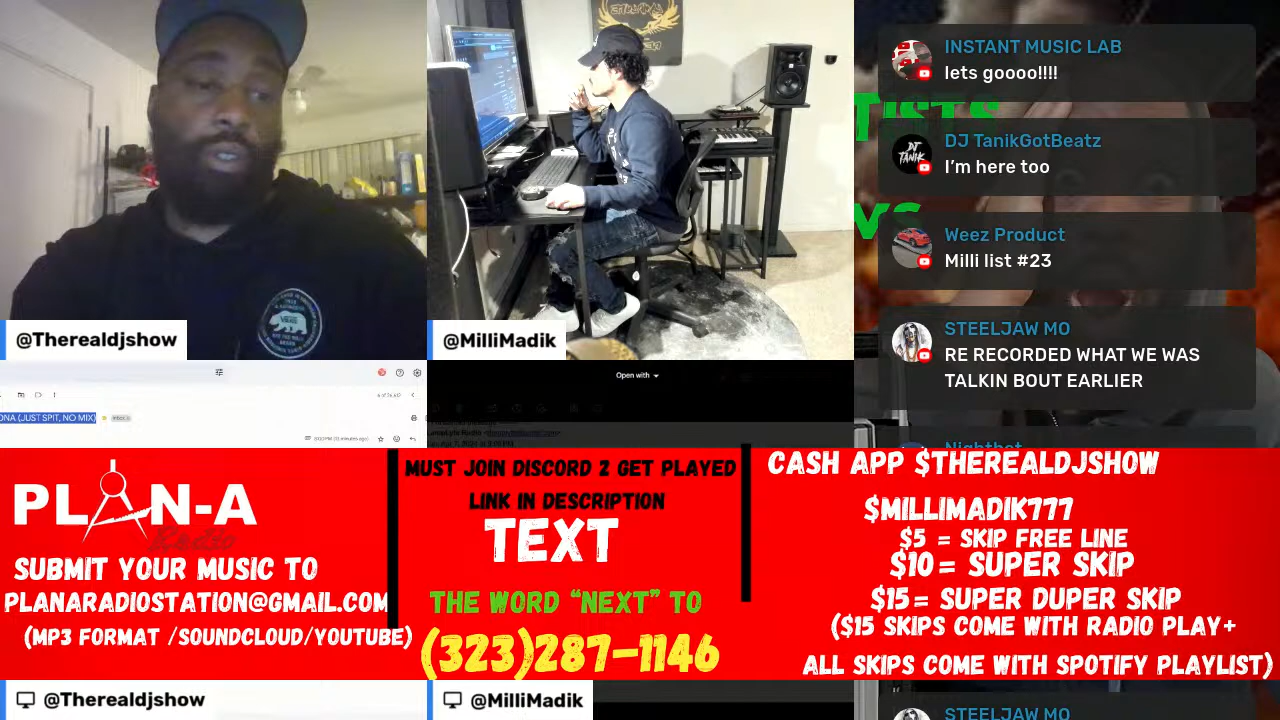 @Therealdjshow
@MilliMadik
INSTANT MUSIC LAB
lets goooo!!!!
DJ TanikGotBeatz
I'm here too
Weez Product
Milli list #23
STEELJAW MO
RE RECORDED WHAT WE WAS
TALKIN BOUT EARLIER
Nightbot
DJ
TANIK
Open with
ONA (JUST SPIT, NO MIX)
PLAN-A
Radio
SUBMIT YOUR MUSIC TO
PLANARADIOSTATION@GMAIL.COM
(MP3 FORMAT /SOUNDCLOUD/YOUTUBE)
MUST JOIN DISCORD 2 GET PLAYED
LINK IN DESCRIPTION
TEXT
THE WORD “NEXT” TO
(323)287-1146
CASH APP $THEREALDJSHOW
$MILLIMADIK777
$5 = SKIP FREE LINE
$10 = SUPER SKIP
$15 = SUPER DUPER SKIP
($15 SKIPS COME WITH RADIO PLAY+
ALL SKIPS COME WITH SPOTIFY PLAYLIST)
@Therealdjshow
@MilliMadik
STEELJAW MO